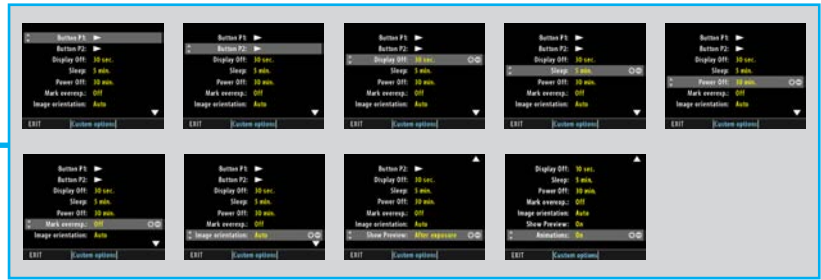 Button P1:
Button P2:
Display Off: 30 sec.
Sleep: 5 min.
Power Off: 30 min.
Mark overexp.: Off
Image orientation: Auto
EXIT Custom options
Button P1:
Button P2:
Display Off: 30 sec.
Sleep: 5 min.
Power Off: 30 min.
Mark overexp.: Off
Image orientation: Auto
EXIT Custom options
Button P1:
Button P2:
Display Off: 30 sec.
Sleep: 5 min.
Power Off: 30 min.
Mark overexp.: Off
Image orientation: Auto
EXIT Custom options
Button P1:
Button P2:
Display Off: 30 sec.
Sleep: 5 min.
Power Off: 30 min.
Mark overexp.: Off
Image orientation: Auto
EXIT Custom options
Button P1:
Button P2:
Display Off: 30 sec.
Sleep: 5 min.
Power Off: 30 min.
Mark overexp.: Off
Image orientation: Auto
EXIT Custom options
Button P1:
Button P2:
Display Off: 30 sec.
Sleep: 5 min.
Power Off: 30 min.
Mark overexp.: Off
Image orientation: Auto
EXIT Custom options
Button P1:
Button P2:
Display Off: 30 sec.
Sleep: 5 min.
Power Off: 30 min.
Mark overexp.: Off
Image orientation: Auto
EXIT Custom options
Button P2:
Display Off: 30 sec.
Sleep: 5 min.
Power Off: 30 min.
Mark overexp.: Off
Image orientation: Auto
Show Preview: After exposure
EXIT Custom options
Display Off: 10 sec.
Sleep: 5 min.
Power Off: 30 min.
Mark overexp.: Off
Image orientation: Auto
Show Preview: On
Animations: On
EXIT Custom options